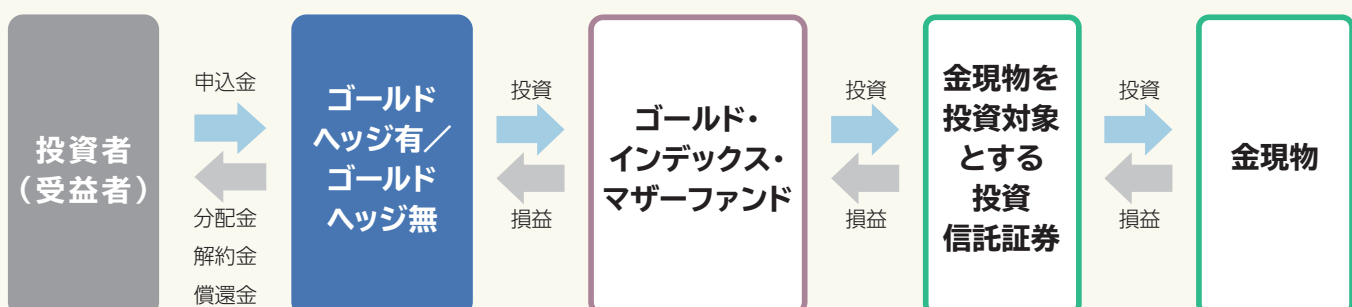 投資者
（受益者）
申込金
分配金
解約金
償還金
ゴールド
ヘッジ有／
ゴールド
ヘッジ無
投資
損益
ゴールド・
インデックス・
マザーファンド
投資
損益
金現物を
投資対象
とする
投資
信託証券
投資
損益
金現物